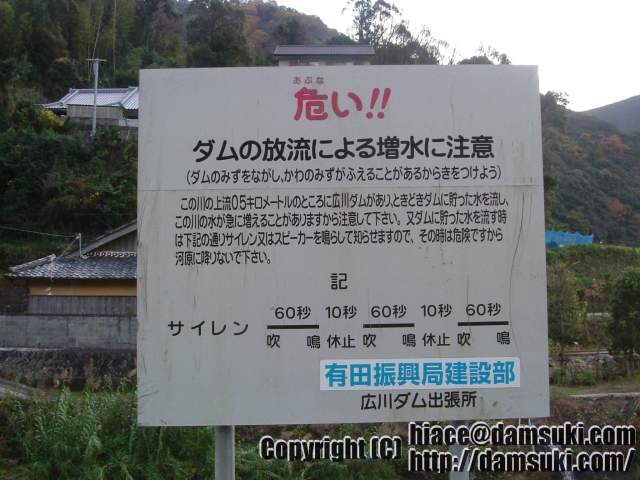 あぶな
危い!!
ダムの放流による増水に注意
(ダムのみずをながし、かわのみずがふえることがあるからきをつけよう)
この川の上流0.5キロメートルのところに広川ダムがあり、ときどきダムに貯った水を流し、
この川の水が急に増えることがありますから注意して下さい。又ダムに貯った水を流す時
は下記の通りサイレン又はスピーカーを鳴らして知らせますので、その時は危険ですから
河原に降りないで下さい。
記
60秒 10秒 60秒 10秒 60秒
サイレン
吹鳴 休止 吹鳴 休止 吹鳴
有田振興局建設部
広川ダム出張所
Copyright (C) hiace@damsuki.com
http://damsuki.com/